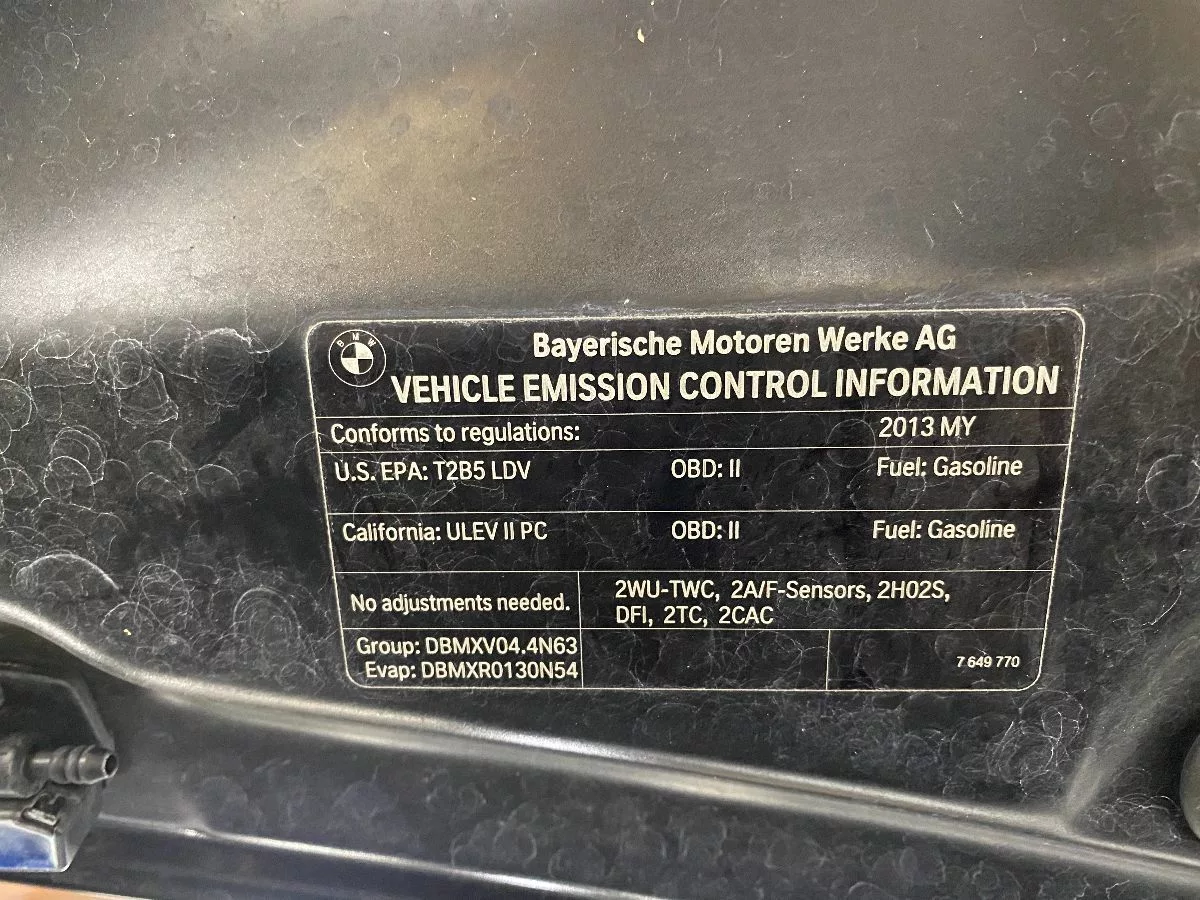 BMW
Bayerische Motoren Werke AG
VEHICLE EMISSION CONTROL INFORMATION
Conforms to regulations: 2013 MY
U.S. EPA: T2B5 LDV OBD: II Fuel: Gasoline
California: ULEV II PC OBD: II Fuel: Gasoline
No adjustments needed.
2WU-TWC, 2A/F-Sensors, 2HO2S,
DFI, 2TC, 2CAC
Group: DBMXV04.4N63
Evap: DBMXR0130N54
7 649 770